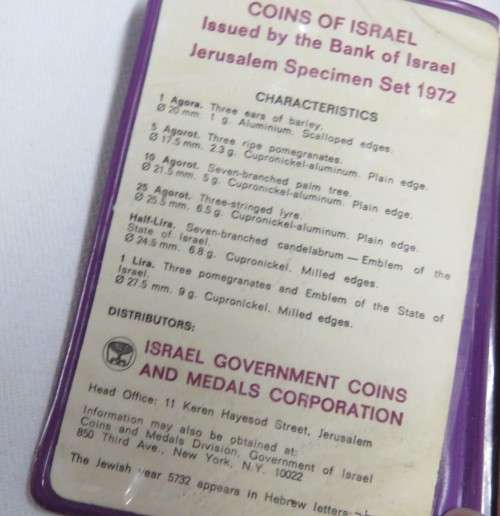 COINS OF ISRAEL
Issued by the Bank of Israel
Jerusalem Specimen Set 1972
CHARACTERISTICS
1 Agora. Three ears of barley.
Ø 20 mm. 1 g. Aluminium. Scalloped edges.
5 Agorot. Three ripe pomegranates.
Ø 17.5 mm. 2.3 g. Cupronickel-aluminum. Plain edge.
10 Agorot. Seven-branched palm tree.
Ø 21.5 mm. 5 g. Cupronickel-aluminum. Plain edge.
25 Agorot. Three-stringed lyre.
Ø 25.5 mm. 6.5 g. Cupronickel-aluminum. Plain edge.
Half-Lira. Seven-branched candelabrum — Emblem of the
State of Israel.
Ø 24.5 mm. 6.8 g. Cupronickel. Milled edges.
1 Lira. Three pomegranates and Emblem of the State of
Israel.
Ø 27.5 mm. 9 g. Cupronickel. Milled edges.
DISTRIBUTORS:
ISRAEL GOVERNMENT COINS
AND MEDALS CORPORATION
Head Office: 11 Keren Hayesod Street, Jerusalem
Information may also be obtained at:
Coins and Medals Division, Government of Israel
850 Third Ave., New York, N.Y. 10022
The Jewish year 5732 appears in Hebrew letters